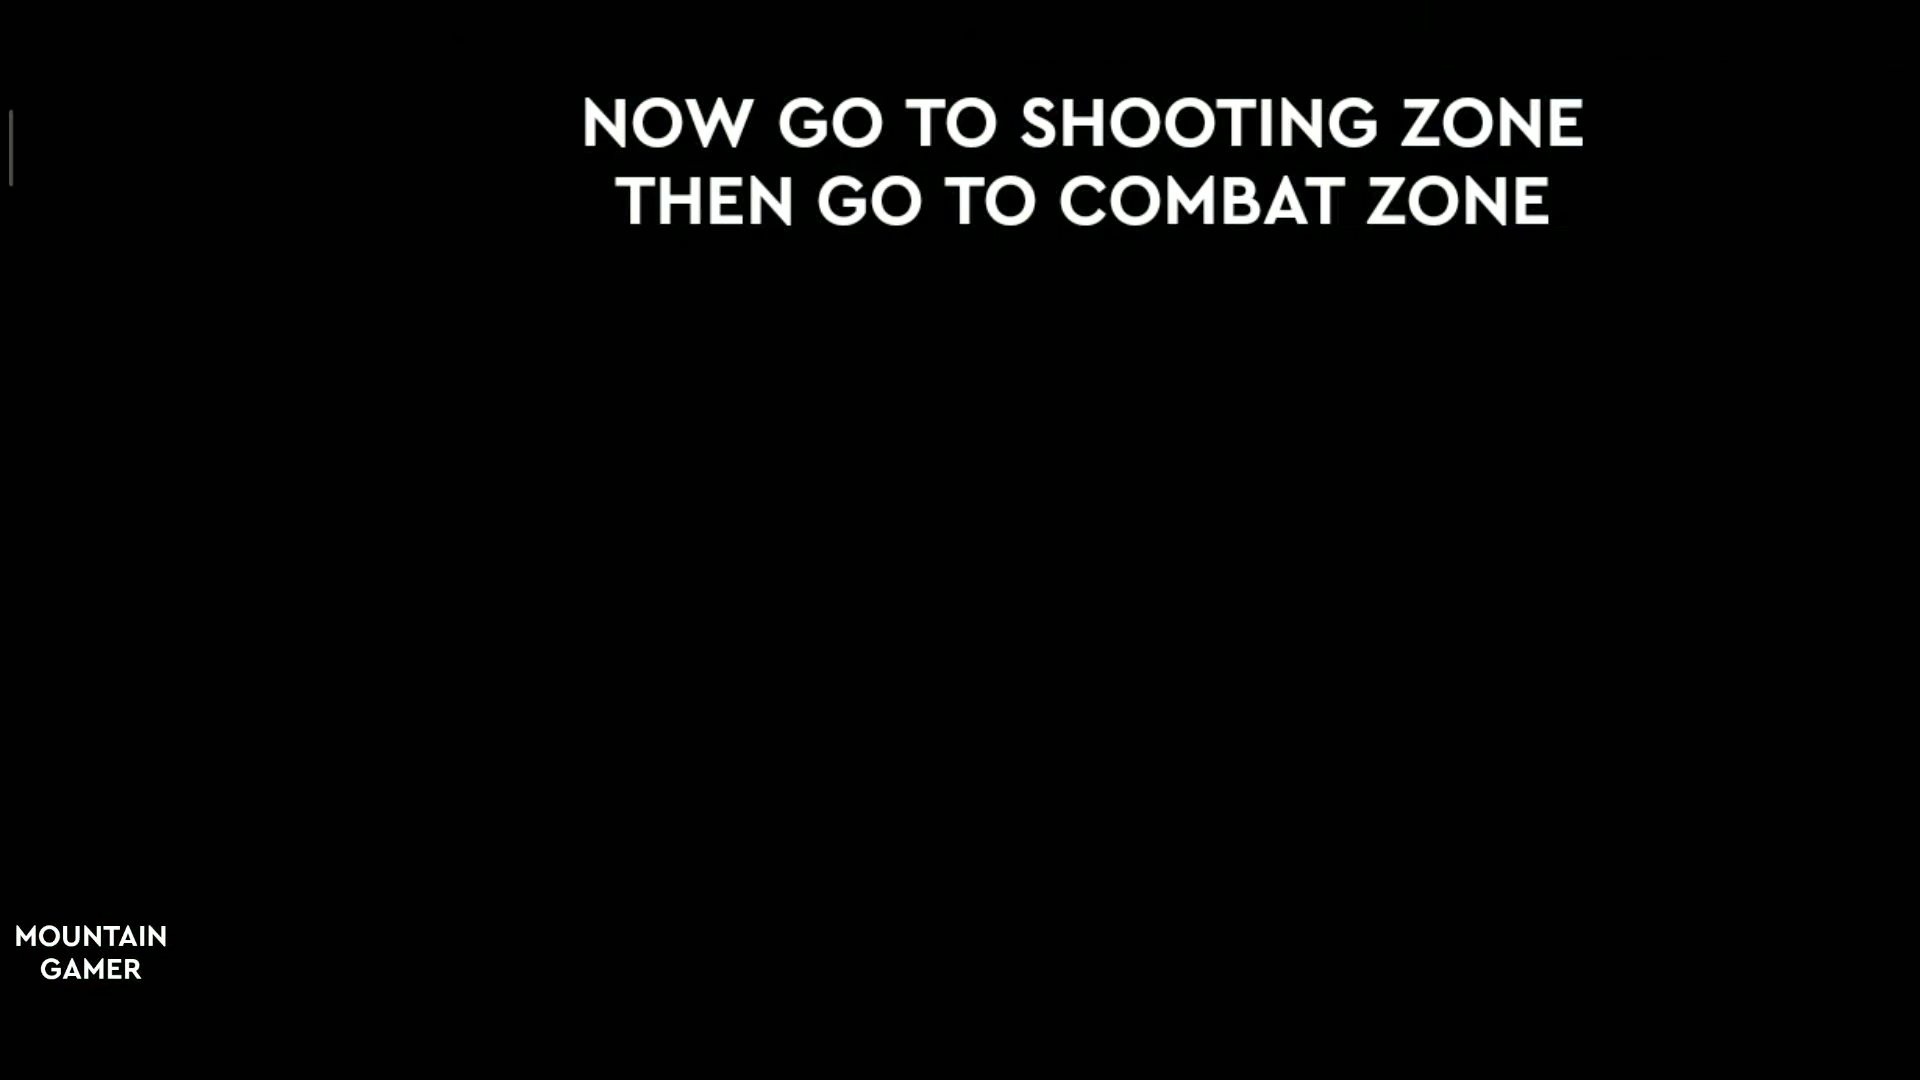 NOW GO TO SHOOTING ZONE
THEN GO TO COMBAT ZONE
MOUNTAIN
GAMER